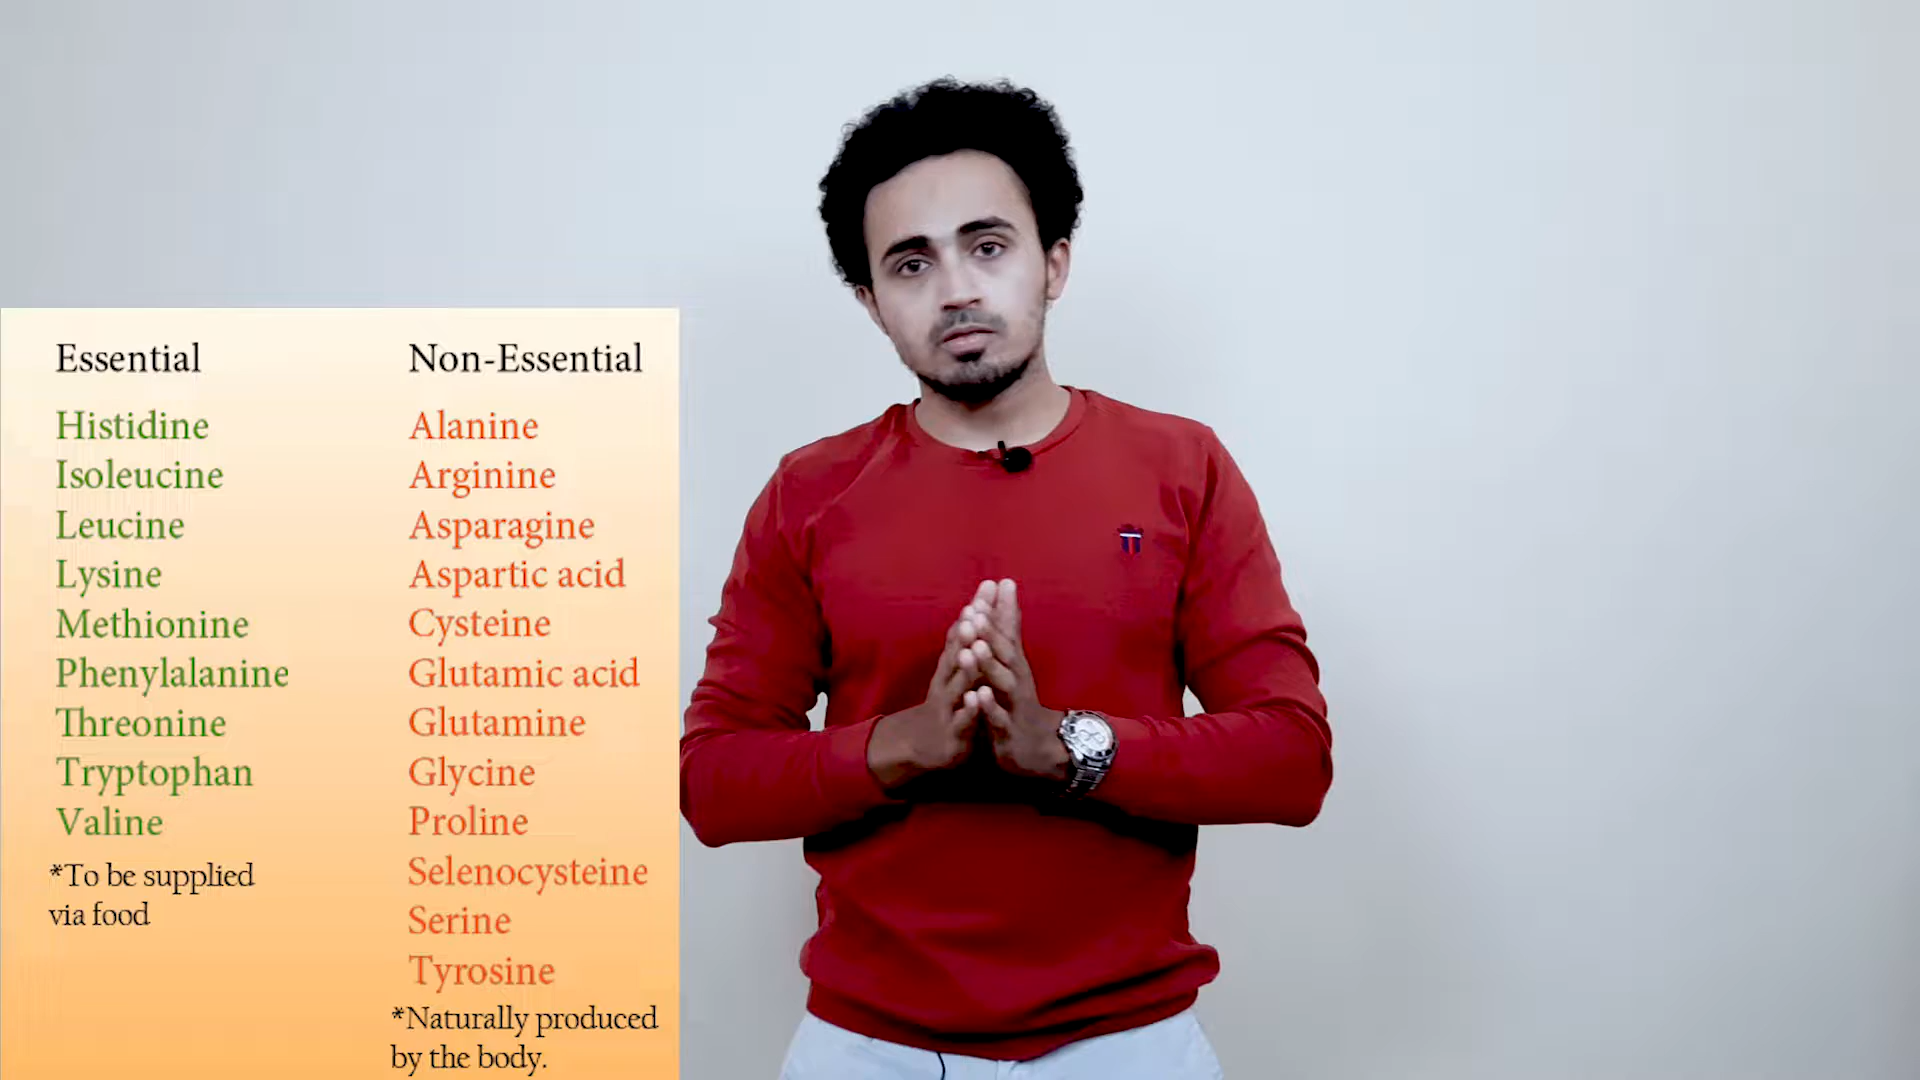 Essential
Histidine
Isoleucine
Leucine
Lysine
Methionine
Phenylalanine
Threonine
Tryptophan
Valine
*To be supplied
via food
Non-Essential
Alanine
Arginine
Asparagine
Aspartic acid
Cysteine
Glutamic acid
Glutamine
Glycine
Proline
Selenocysteine
Serine
Tyrosine
*Naturally produced
by the body.